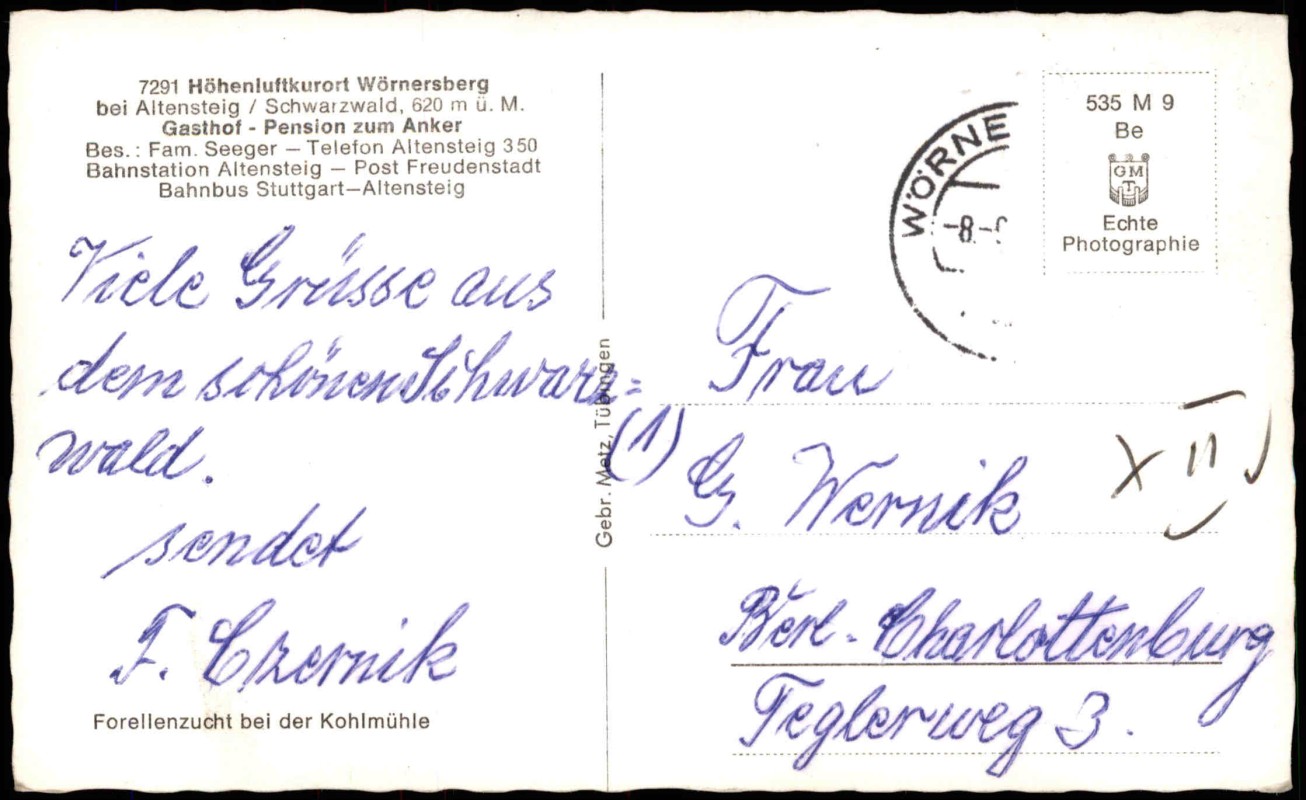 7291 Höhenluftkurort Wörnersberg
bei Altensteig / Schwarzwald, 620 m ü. M.
Gasthof - Pension zum Anker
Bes.: Fam. Seeger — Telefon Altensteig 350
Bahnstation Altensteig — Post Freudenstadt
Bahnbus Stuttgart—Altensteig
Viele Grüsse aus
dem schönen Schwarz=
wald.
sendet
F. Czernik
Forellenzucht bei der Kohlmühle
Gebr. Metz, Tübingen
WÖRNE
-8.-
535 M 9
Be
GM
T
Echte
Photographie
Frau
(1) G. Wernik
XII
Berl.-Charlottenburg
Teglerweg 3.